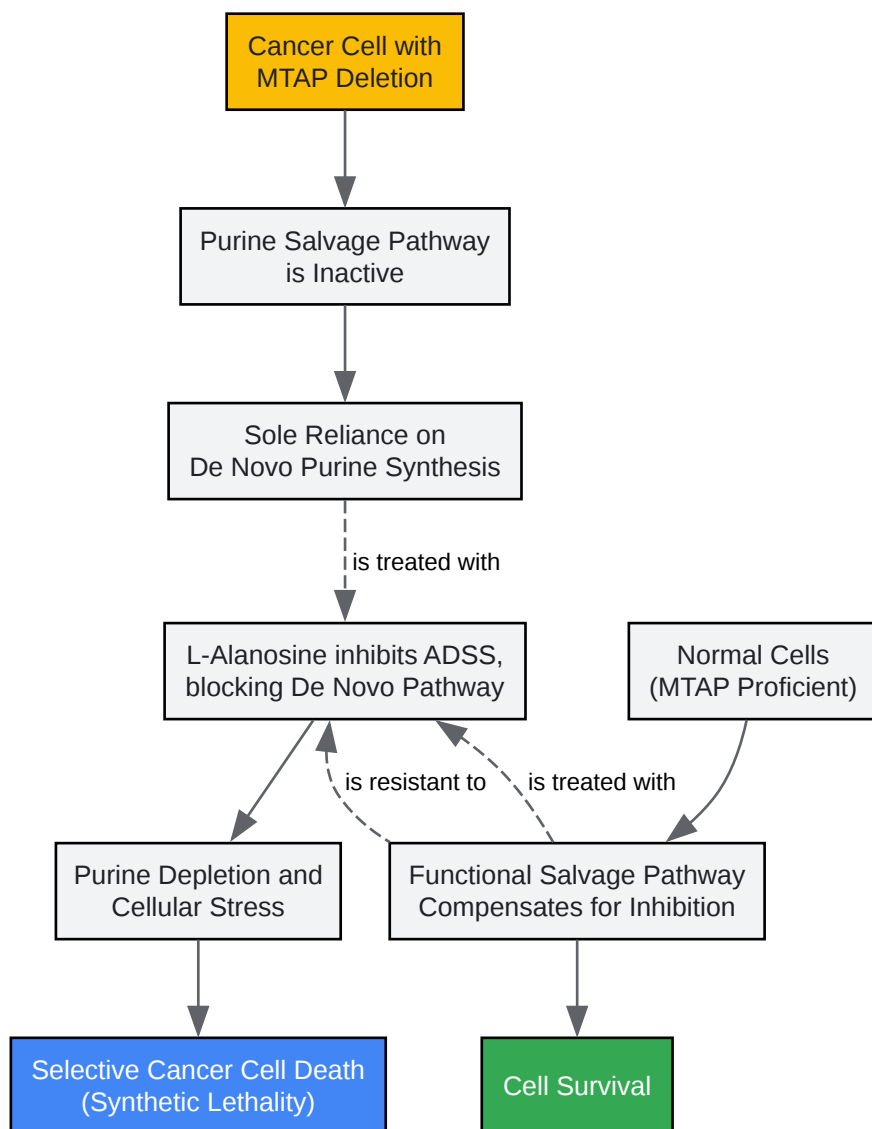 Cancer Cell with
MTAP Deletion
Purine Salvage Pathway
is Inactive
Sole Reliance on
De Novo Purine Synthesis
is treated with
L-Alanosine inhibits ADSS,
blocking De Novo Pathway
Normal Cells
(MTAP Proficient)
is resistant to
is treated with
Purine Depletion and
Cellular Stress
Functional Salvage Pathway
Compensates for Inhibition
Selective Cancer Cell Death
(Synthetic Lethality)
Cell Survival